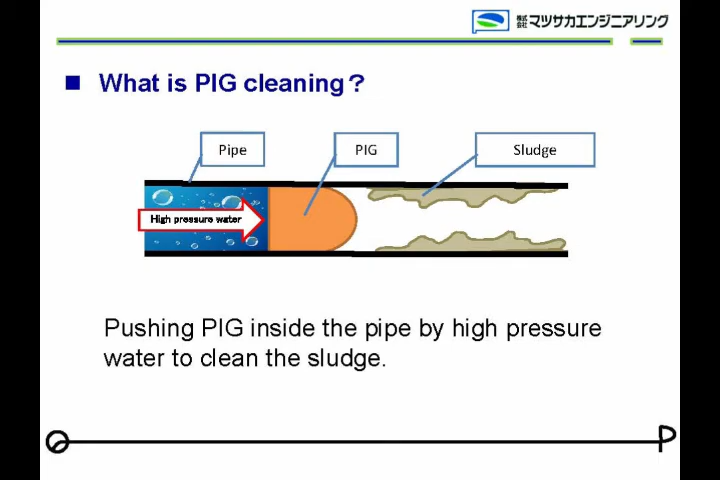 株式会社マツサカエンジニアリング
What is PIG cleaning？
Pipe
PIG
Sludge
High pressure water
Pushing PIG inside the pipe by high pressure
water to clean the sludge.